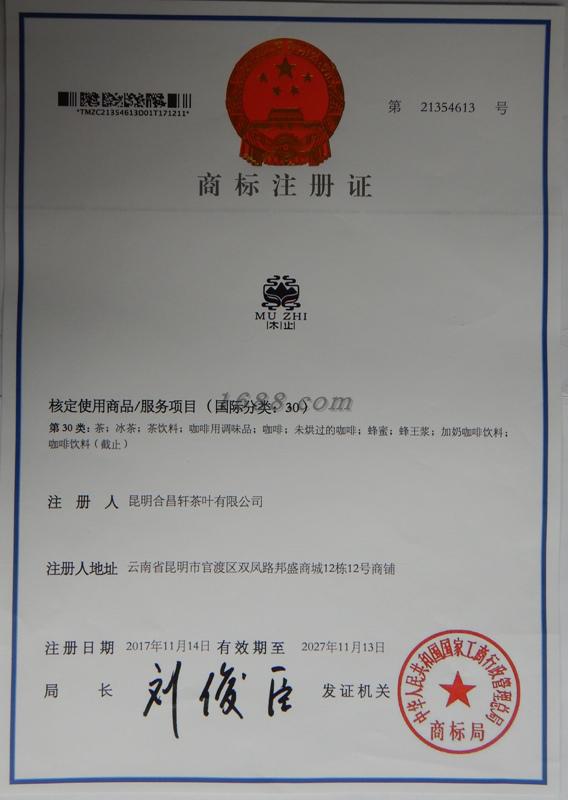 *TMZC21354613D01T171211*
第 21354613 号
商标注册证
MU ZHI
木止
1688.com
核定使用商品/服务项目（国际分类：30）
第30类：茶；冰茶；茶饮料；咖啡用调味品；咖啡；未烘过的咖啡；蜂蜜；蜂王浆；加奶咖啡饮料；
咖啡饮料（截止）
注册人 昆明合昌轩茶叶有限公司
注册人地址 云南省昆明市官渡区双凤路邦盛商城12栋12号商铺
注册日期 2017年11月14日 有效期至 2027年11月13日
局长 刘俊臣 发证机关
中华人民共和国国家工商行政管理总局
商标局